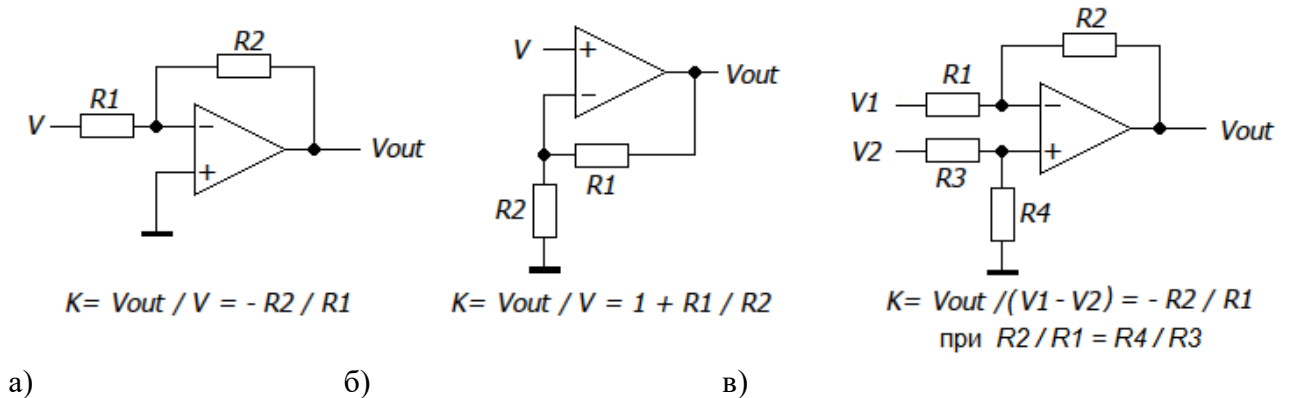 R2
R1
V
−
+
Vout
K= Vout / V = - R2 / R1
а)
V
+
−
Vout
R1
R2
K= Vout / V = 1 + R1 / R2
б)
R2
R1
V1
−
V2
+
Vout
R3
R4
K= Vout /(V1 - V2) = - R2 / R1
при R2 / R1 = R4 / R3
в)